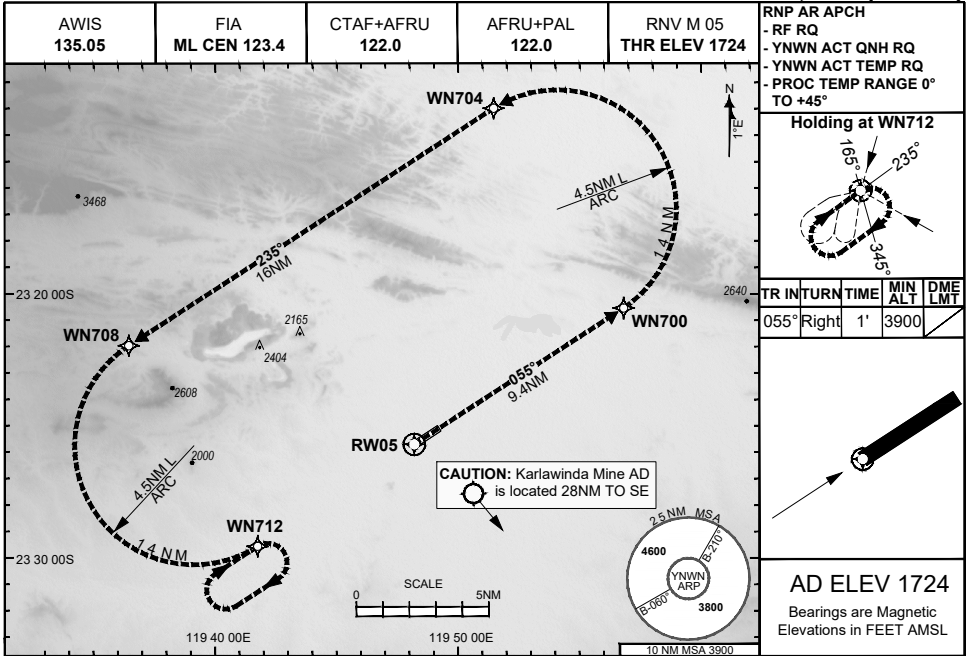 AWIS
135.05
FIA
ML CEN 123.4
CTAF+AFRU
122.0
AFRU+PAL
122.0
RNV M 05
THR ELEV 1724
RNP AR APCH
- RF RQ
- YNWN ACT QNH RQ
- YNWN ACT TEMP RQ
- PROC TEMP RANGE 0°
TO +45°
WN704
N
1°E
4.5NM L
ARC
14 NM
3468
235°
16NM
23 20 00S
2640
WN700
WN708
2165
2404
2608
055°
9.4NM
RW05
2000
4.5NM L
ARC
CAUTION: Karlawinda Mine AD
is located 28NM TO SE
WN712
14 NM
23 30 00S
SCALE
0
5NM
119 40 00E
119 50 00E
25 NM MSA
4600
B-210°
YNWN
ARP
B-060°
3800
10 NM MSA 3900
Holding at WN712
165°
235°
345°
TR IN TURN TIME MIN ALT DME LMT
055° Right 1' 3900
AD ELEV 1724
Bearings are Magnetic
Elevations in FEET AMSL